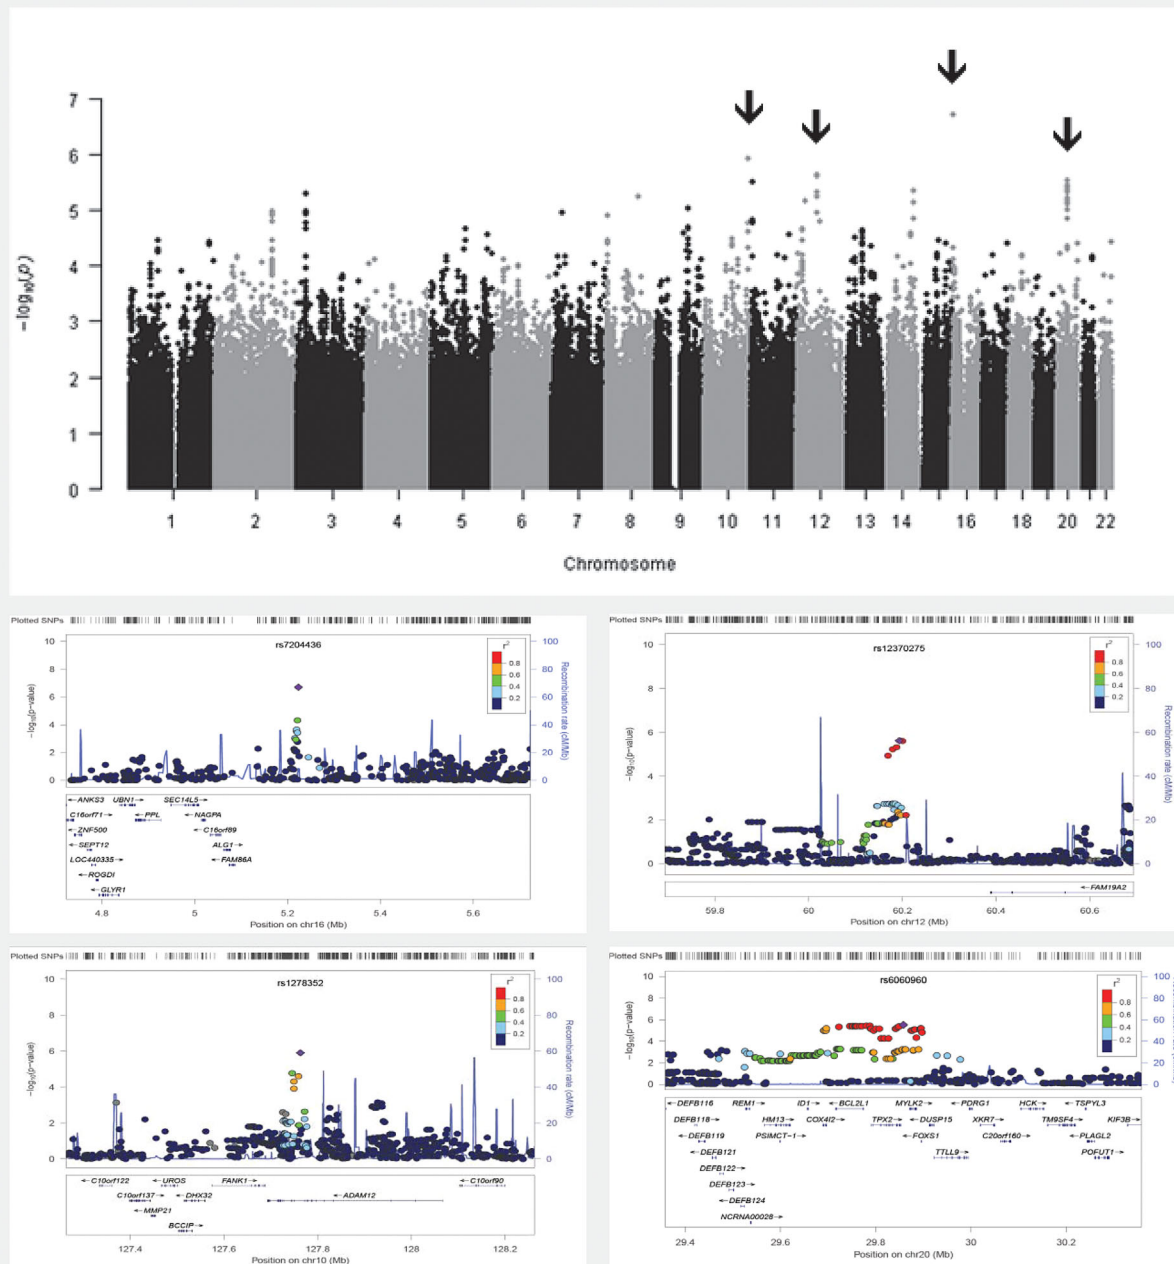 7
6
5
4
3
2
1
0
−log10(p)
1 2 3 4 5 6 7 8 9 10 11 12 13 14 16 18 20 22
Chromosome
Plotted SNPs
rs7204436
10
8
6
4
2
0
−log10(p−value)
100
80
60
40
20
0
Recombination rate (cM/Mb)
r²
0.8
0.6
0.4
0.2
←ANKS3 UBN1→ SEC14L5→
C16orf71→ ←PPL ←NAGPA
←ZNF500 ←C16orf89
←SEPT12 ALG1→
LOC440335→ ←FAM86A
←ROGDI
←GLYR1
4.8 5 5.2 5.4 5.6
Position on chr16 (Mb)
Plotted SNPs
rs12370275
10
8
6
4
2
0
−log10(p−value)
100
80
60
40
20
0
Recombination rate (cM/Mb)
r²
0.8
0.6
0.4
0.2
←FAM19A2
59.8 60 60.2 60.4 60.6
Position on chr12 (Mb)
Plotted SNPs
rs1278352
10
8
6
4
2
0
−log10(p−value)
100
80
60
40
20
0
Recombination rate (cM/Mb)
r²
0.8
0.6
0.4
0.2
←C10orf122 ←UROS FANK1→ ←C10orf90
C10orf137→ ←DHX32 ←ADAM12
←MMP21
BCCIP→
127.4 127.6 127.8 128 128.2
Position on chr10 (Mb)
Plotted SNPs
rs6060960
10
8
6
4
2
0
−log10(p−value)
100
80
60
40
20
0
r²
0.8
0.6
0.4
0.2
←DEFB116 REM1→ ID1→ ←BCL2L1 MYLK2→ ←PDRG1 HCK→ ←TSPYL3
DEFB118→ HM13→ COX4I2→ TPX2→ ←DUSP15 XKR7→ TM9SF4→ KIF3B→
←DEFB119 PSIMCT−1→ ←FOXS1 C20orf160→ ←PLAGL2
←DEFB121 TTLL9→ POFUT1→
DEFB122→
DEFB123→
←DEFB124
NCRNA00028→
29.4 29.6 29.8 30 30.2
Position on chr20 (Mb)